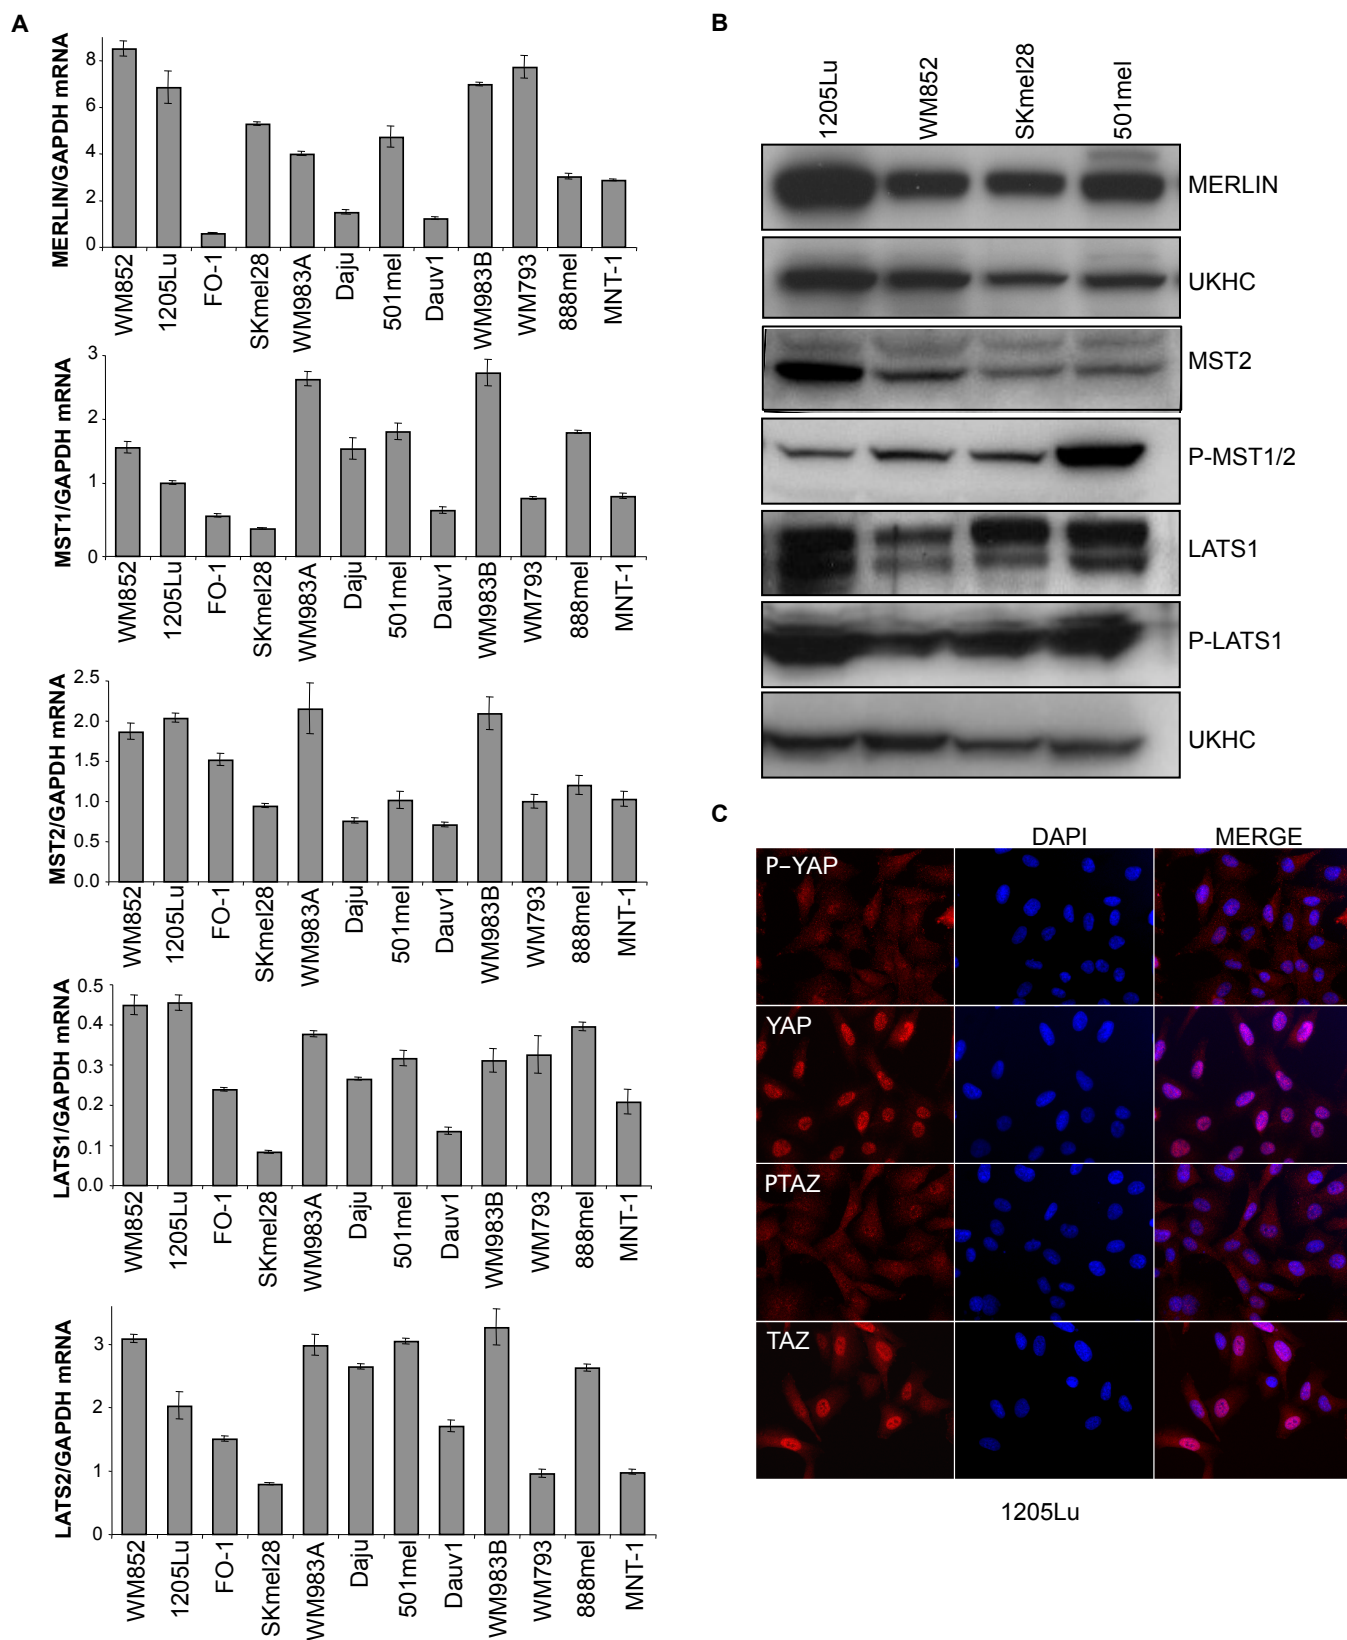 A
MERLIN/GAPDH mRNA
8
6
4
2
0
WM852
1205Lu
FO-1
SKmel28
WM983A
Daju
501mel
Dauv1
WM983B
WM793
888mel
MNT-1
MST1/GAPDH mRNA
3
2
1
0
WM852
1205Lu
FO-1
SKmel28
WM983A
Daju
501mel
Dauv1
WM983B
WM793
888mel
MNT-1
MST2/GAPDH mRNA
2.5
2.0
1.5
1.0
0.5
0.0
WM852
1205Lu
FO-1
SKmel28
WM983A
Daju
501mel
Dauv1
WM983B
WM793
888mel
MNT-1
LATS1/GAPDH mRNA
0.5
0.4
0.3
0.2
0.1
0.0
WM852
1205Lu
FO-1
SKmel28
WM983A
Daju
501mel
Dauv1
WM983B
WM793
888mel
MNT-1
LATS2/GAPDH mRNA
3
2
1
0
WM852
1205Lu
FO-1
SKmel28
WM983A
Daju
501mel
Dauv1
WM983B
WM793
888mel
MNT-1
B
1205Lu
WM852
SKmel28
501mel
MERLIN
UKHC
MST2
P-MST1/2
LATS1
P-LATS1
UKHC
C
DAPI
MERGE
P–YAP
YAP
PTAZ
TAZ
1205Lu